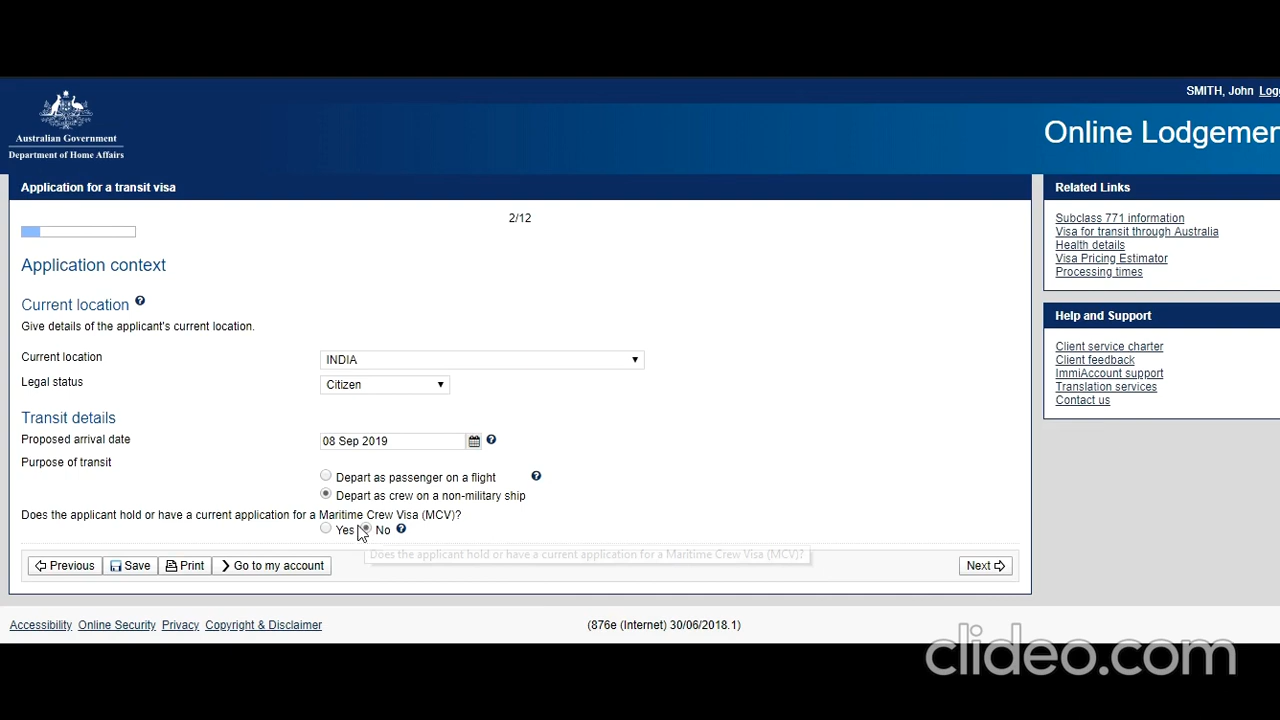 SMITH, John Log
Australian Government
Department of Home Affairs
Online Lodgemen
Application for a transit visa
2/12
Application context
Current location
Give details of the applicant's current location.
Current location INDIA
Legal status Citizen
Transit details
Proposed arrival date 08 Sep 2019
Purpose of transit
Depart as passenger on a flight
Depart as crew on a non-military ship
Does the applicant hold or have a current application for a Maritime Crew Visa (MCV)?
Yes No
Does the applicant hold or have a current application for a Maritime Crew Visa (MCV)?
Previous Save Print Go to my account Next
Related Links
Subclass 771 information
Visa for transit through Australia
Health details
Visa Pricing Estimator
Processing times
Help and Support
Client service charter
Client feedback
ImmiAccount support
Translation services
Contact us
Accessibility Online Security Privacy Copyright & Disclaimer (876e (Internet) 30/06/2018.1)
clideo.com